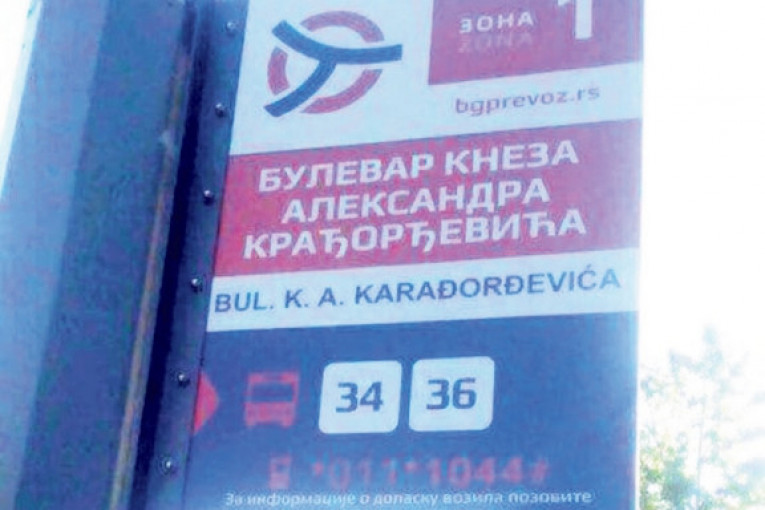 ЗОНА 1
ZONA
bgprevoz.rs
БУЛЕВАР КНЕЗА
АЛЕКСАНДРА
КРАЂОРЂЕВИЋА
BUL. K. A. KARAĐORĐEVIĆA
34 36
*011*1044#
За информације о доласку возила позовите